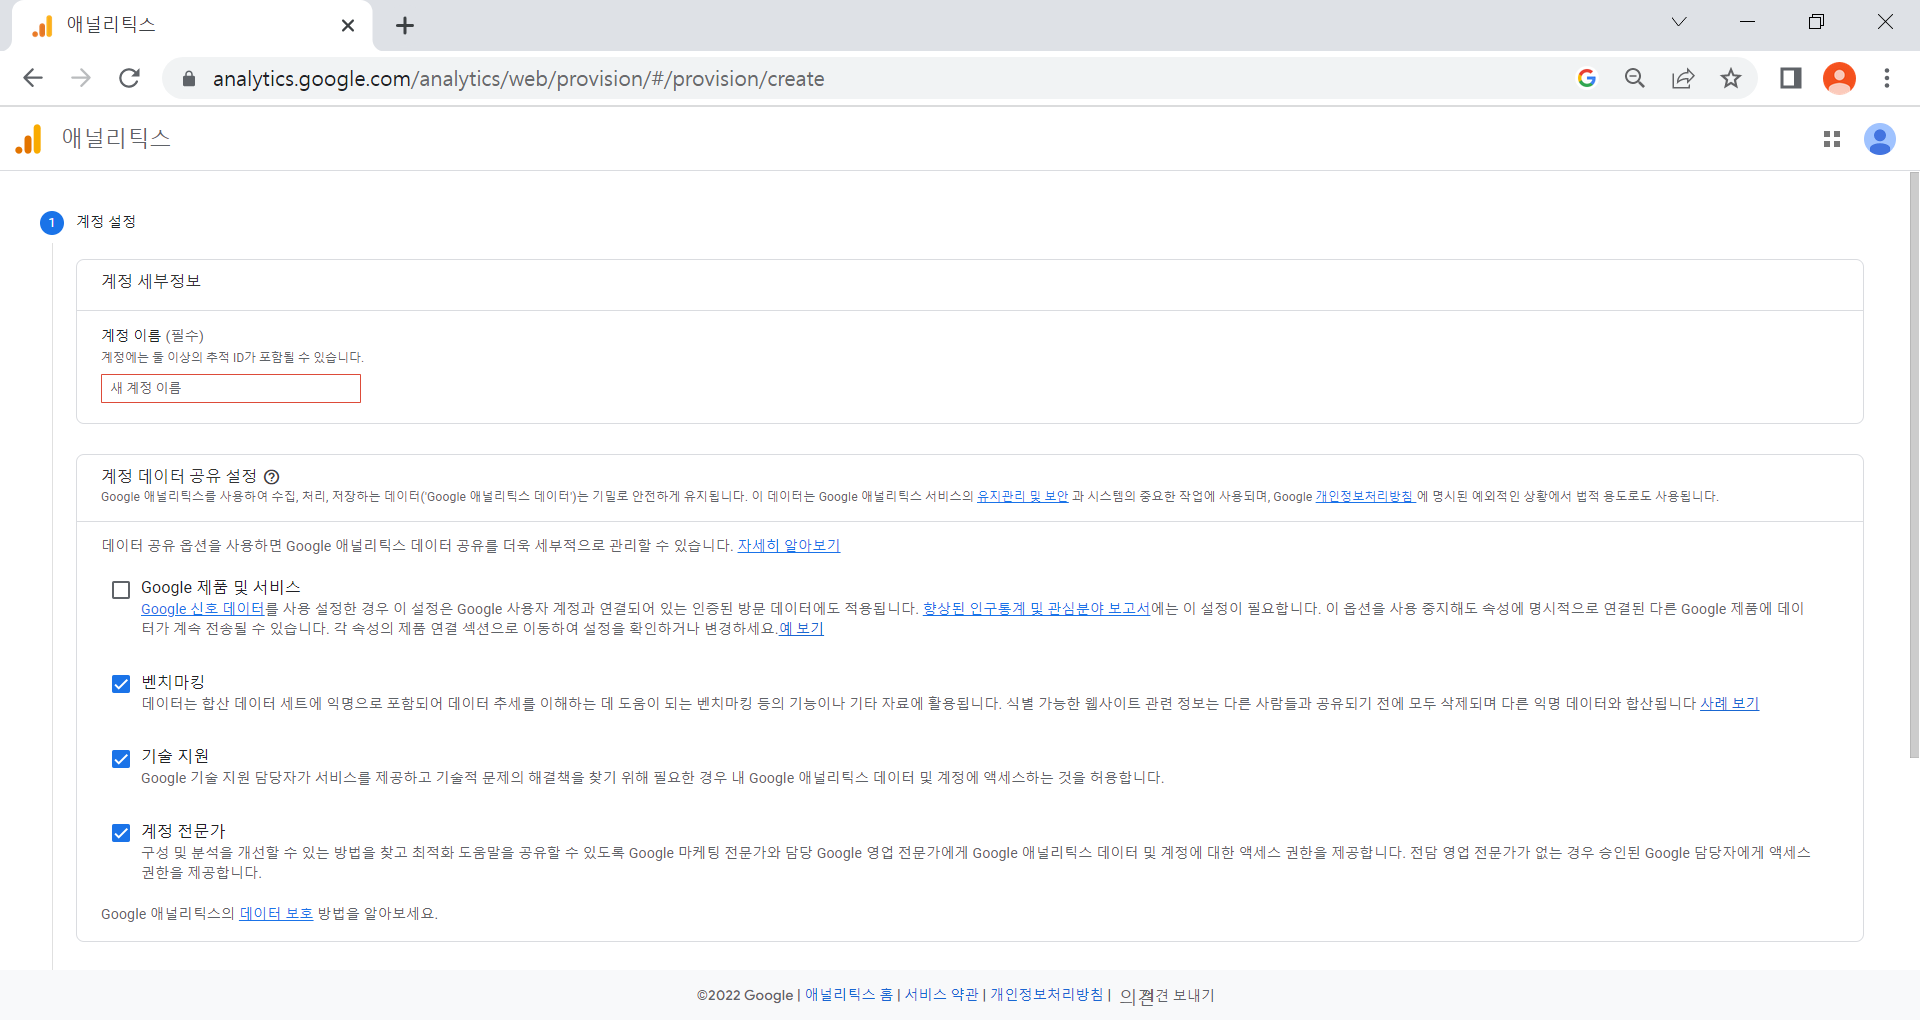 애널리틱스
analytics.google.com/analytics/web/provision/#/provision/create
애널리틱스
1 계정 설정
계정 세부정보
계정 이름 (필수)
계정에는 둘 이상의 추적 ID가 포함될 수 있습니다.
새 계정 이름
계정 데이터 공유 설정
Google 애널리틱스를 사용하여 수집, 처리, 저장하는 데이터('Google 애널리틱스 데이터')는 기밀로 안전하게 유지됩니다. 이 데이터는 Google 애널리틱스 서비스의 유지관리 및 보안 과 시스템의 중요한 작업에 사용되며, Google 개인정보처리방침 에 명시된 예외적인 상황에서 법적 용도로도 사용됩니다.
데이터 공유 옵션을 사용하면 Google 애널리틱스 데이터 공유를 더욱 세부적으로 관리할 수 있습니다. 자세히 알아보기
Google 제품 및 서비스
Google 신호 데이터를 사용 설정한 경우 이 설정은 Google 사용자 계정과 연결되어 있는 인증된 방문 데이터에도 적용됩니다. 향상된 인구통계 및 관심분야 보고서에는 이 설정이 필요합니다. 이 옵션을 사용 중지해도 속성에 명시적으로 연결된 다른 Google 제품에 데이
터가 계속 전송될 수 있습니다. 각 속성의 제품 연결 섹션으로 이동하여 설정을 확인하거나 변경하세요.예 보기
벤치마킹
데이터는 합산 데이터 세트에 익명으로 포함되어 데이터 추세를 이해하는 데 도움이 되는 벤치마킹 등의 기능이나 기타 자료에 활용됩니다. 식별 가능한 웹사이트 관련 정보는 다른 사람들과 공유되기 전에 모두 삭제되며 다른 익명 데이터와 합산됩니다 사례 보기
기술 지원
Google 기술 지원 담당자가 서비스를 제공하고 기술적 문제의 해결책을 찾기 위해 필요한 경우 내 Google 애널리틱스 데이터 및 계정에 액세스하는 것을 허용합니다.
계정 전문가
구성 및 분석을 개선할 수 있는 방법을 찾고 최적화 도움말을 공유할 수 있도록 Google 마케팅 전문가와 담당 Google 영업 전문가에게 Google 애널리틱스 데이터 및 계정에 대한 액세스 권한을 제공합니다. 전담 영업 전문가가 없는 경우 승인된 Google 담당자에게 액세스
권한을 제공합니다.
Google 애널리틱스의 데이터 보호 방법을 알아보세요.
©2022 Google | 애널리틱스 홈 | 서비스 약관 | 개인정보처리방침 | 의견 보내기